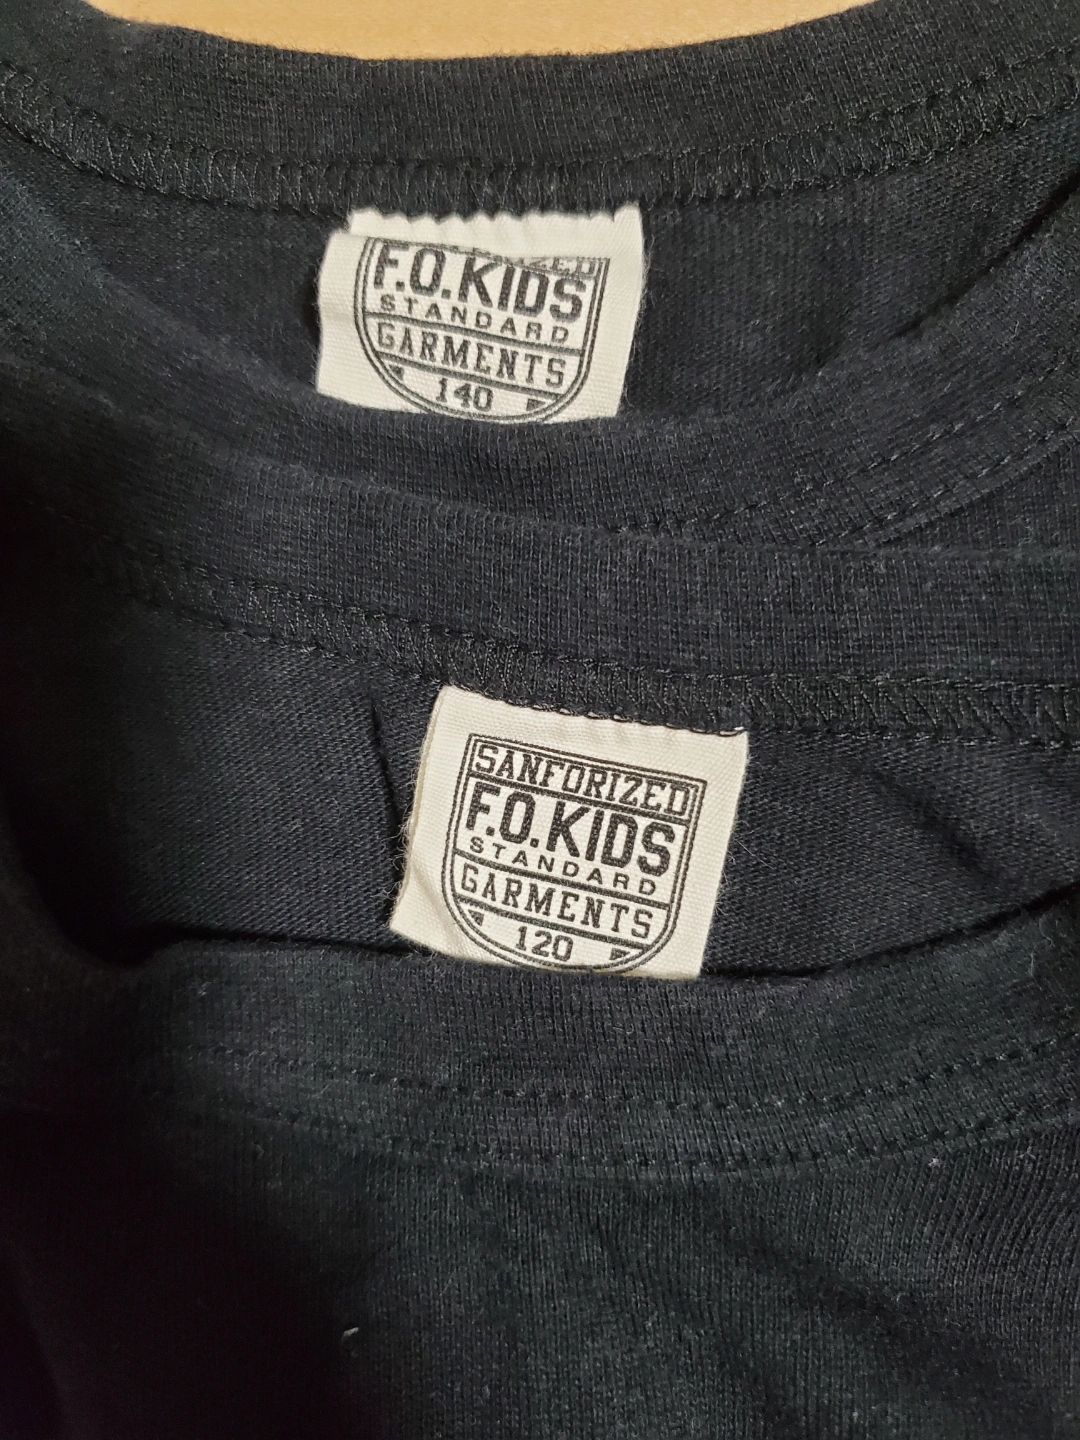 F.O.KIDS
STANDARD
GARMENTS
140
SANFORIZED
F.O.KIDS
STANDARD
GARMENTS
120